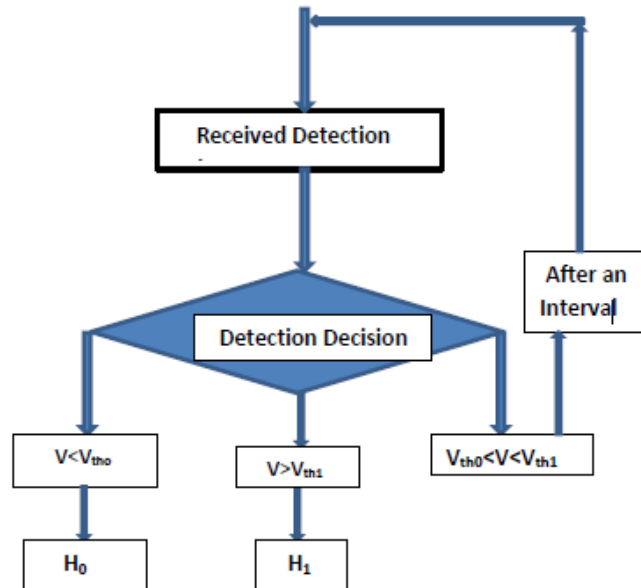 Received Detection
.
After an
Interval
Detection Decision
V<Vtho
V>Vth1
Vth0<V<Vth1
H0
H1